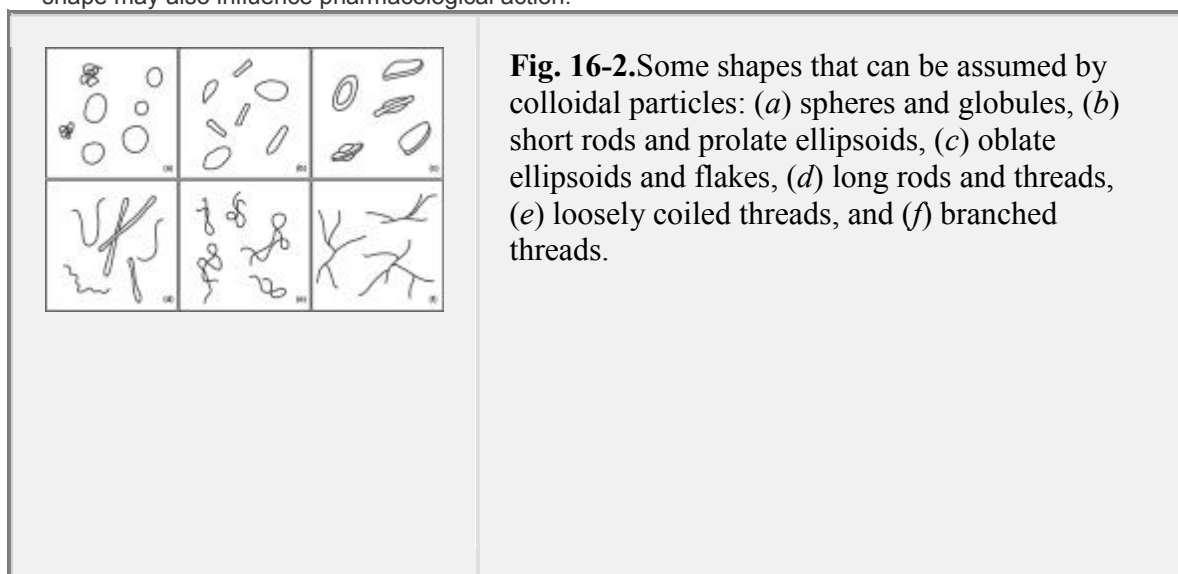 shape may also influence pharmacological action.
(a)
(b)
(c)
(d)
(e)
(f)
Fig. 16-2.Some shapes that can be assumed by
colloidal particles: (a) spheres and globules, (b)
short rods and prolate ellipsoids, (c) oblate
ellipsoids and flakes, (d) long rods and threads,
(e) loosely coiled threads, and (f) branched
threads.